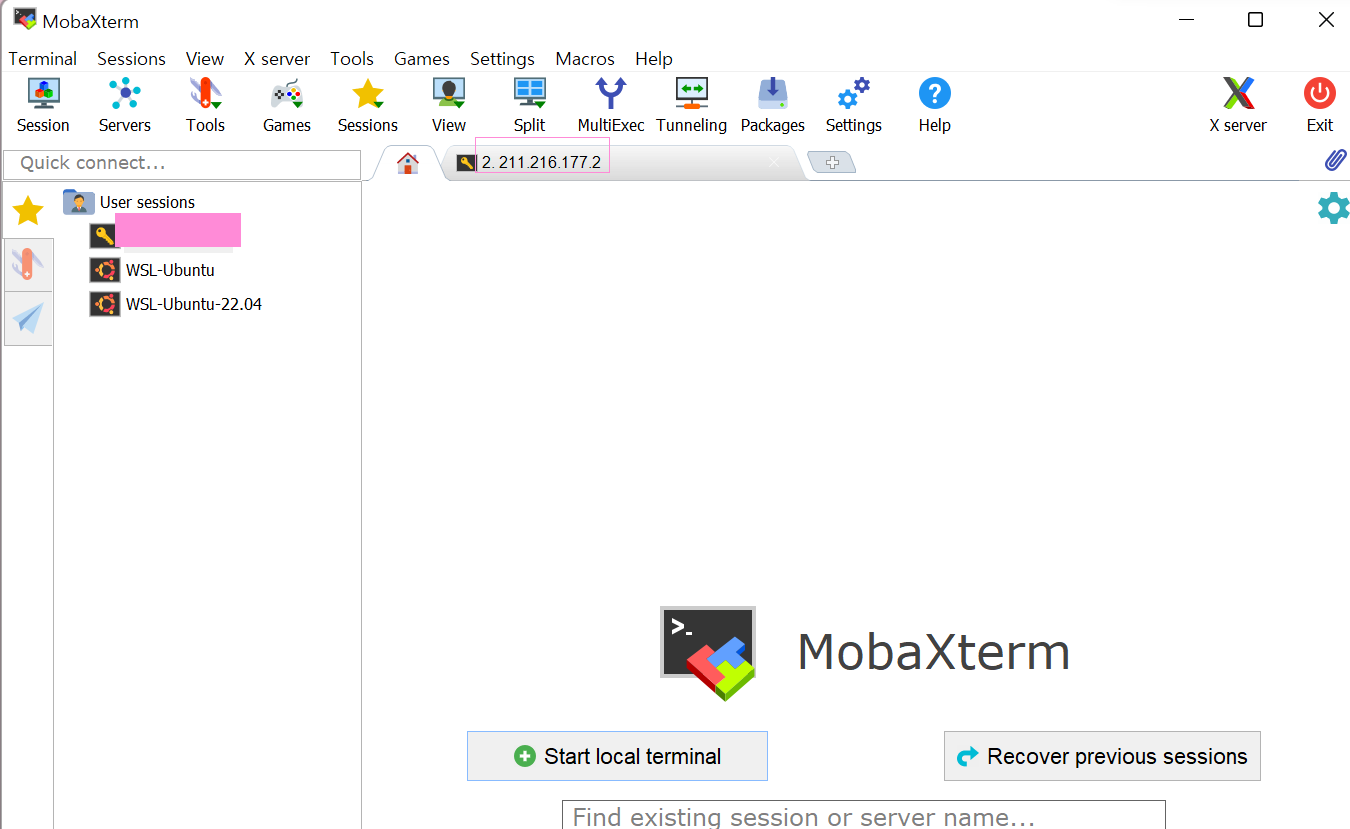 MobaXterm
Terminal Sessions View X server Tools Games Settings Macros Help
Session Servers Tools Games Sessions View Split MultiExec Tunneling Packages Settings Help X server Exit
Quick connect...
2. 211.216.177.2
User sessions
WSL-Ubuntu
WSL-Ubuntu-22.04
>_
MobaXterm
Start local terminal
Recover previous sessions
Find existing session or server name...